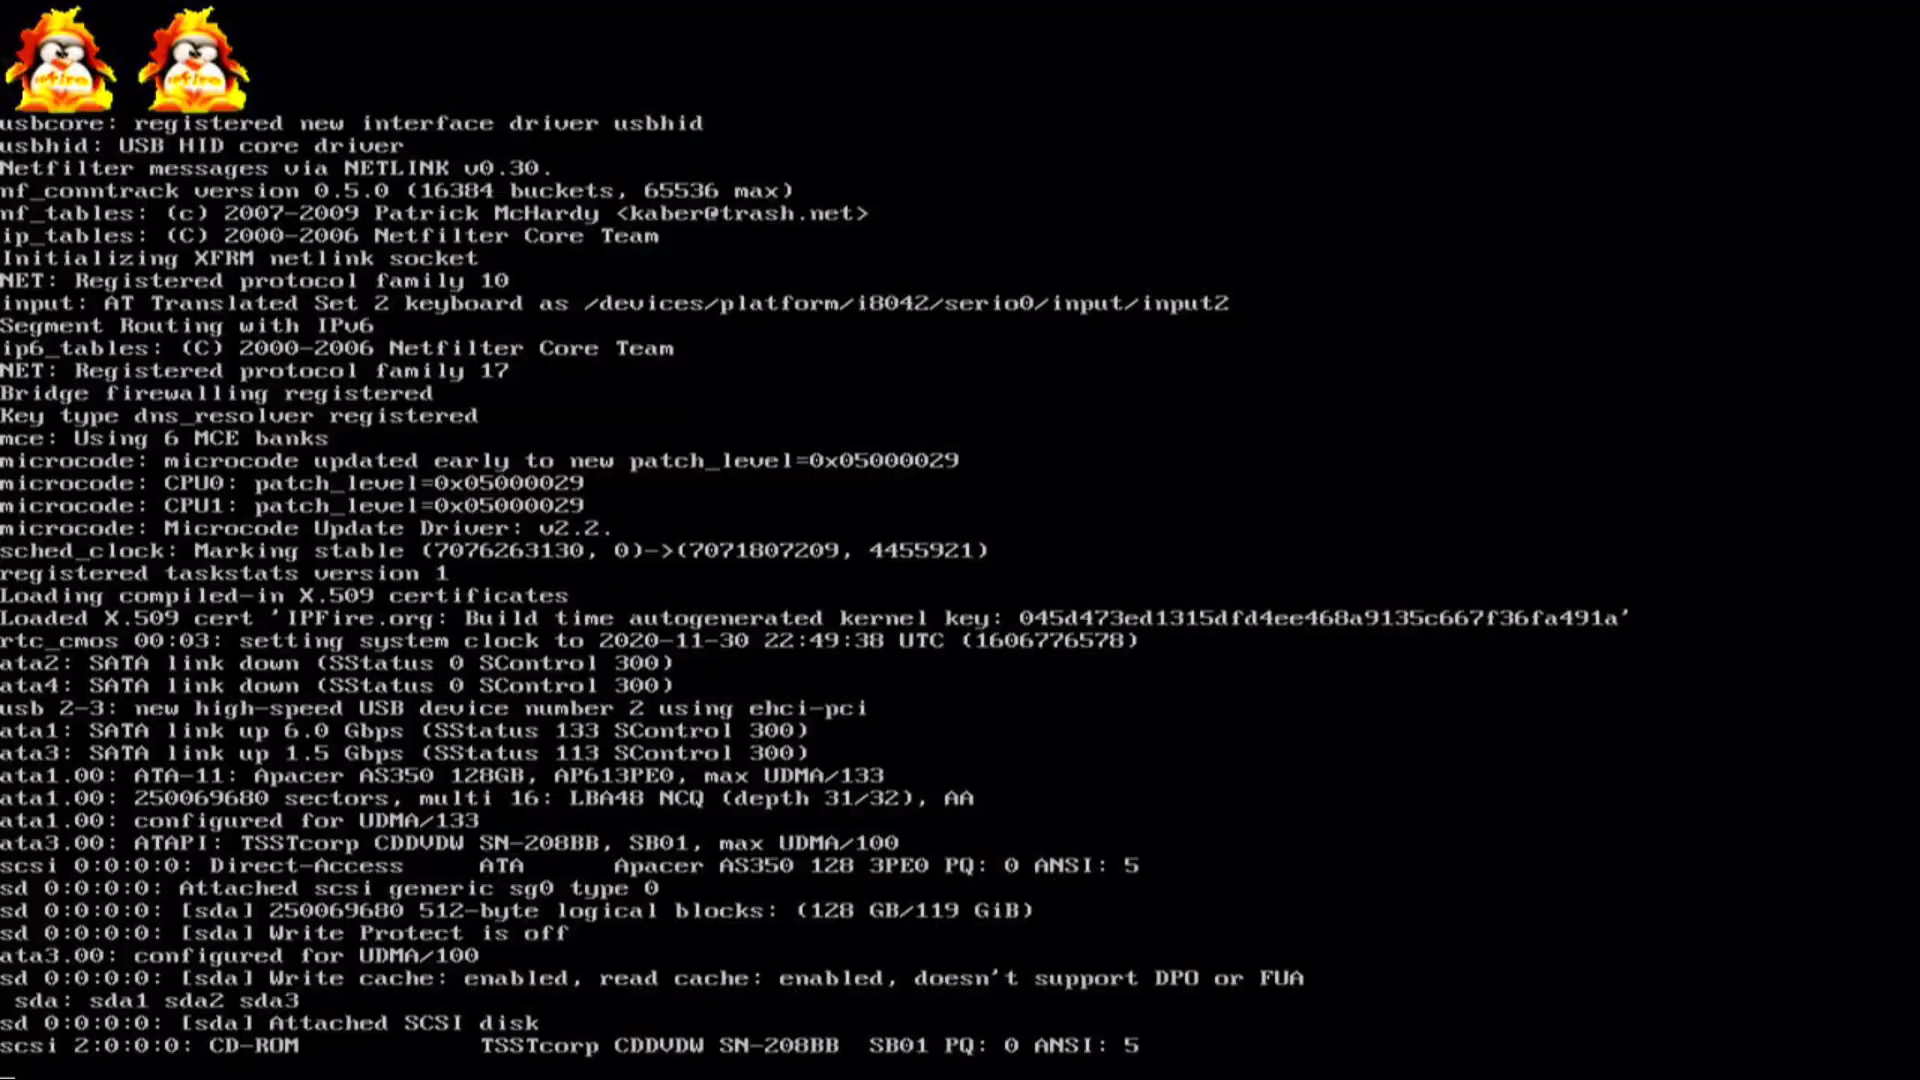 usbcore: registered new interface driver usbhid
usbhid: USB HID core driver
Netfilter messages via NETLINK v0.30.
nf_conntrack version 0.5.0 (16384 buckets, 65536 max)
nf_tables: (c) 2007-2009 Patrick McHardy <kaber@trash.net>
ip_tables: (C) 2000-2006 Netfilter Core Team
Initializing XFRM netlink socket
NET: Registered protocol family 10
input: AT Translated Set 2 keyboard as /devices/platform/i8042/serio0/input/input2
Segment Routing with IPv6
ip6_tables: (C) 2000-2006 Netfilter Core Team
NET: Registered protocol family 17
Bridge firewalling registered
Key type dns_resolver registered
mce: Using 6 MCE banks
microcode: microcode updated early to new patch_level=0x05000029
microcode: CPU0: patch_level=0x05000029
microcode: CPU1: patch_level=0x05000029
microcode: Microcode Update Driver: v2.2.
sched_clock: Marking stable (7076263130, 0)->(7071807209, 4455921)
registered taskstats version 1
Loading compiled-in X.509 certificates
Loaded X.509 cert 'IPFire.org: Build time autogenerated kernel key: 045d473ed1315dfd4ee468a9135c667f36fa491a'
rtc_cmos 00:03: setting system clock to 2020-11-30 22:49:38 UTC (1606776578)
ata2: SATA link down (SStatus 0 SControl 300)
ata4: SATA link down (SStatus 0 SControl 300)
usb 2-3: new high-speed USB device number 2 using ehci-pci
ata1: SATA link up 6.0 Gbps (SStatus 133 SControl 300)
ata3: SATA link up 1.5 Gbps (SStatus 113 SControl 300)
ata1.00: ATA-11: Apacer AS350 128GB, AP613PE0, max UDMA/133
ata1.00: 250069680 sectors, multi 16: LBA48 NCQ (depth 31/32), AA
ata1.00: configured for UDMA/133
ata3.00: ATAPI: TSSTcorp CDDVDW SN-208BB, SB01, max UDMA/100
scsi 0:0:0:0: Direct-Access     ATA      Apacer AS350 128 3PE0 PQ: 0 ANSI: 5
sd 0:0:0:0: Attached scsi generic sg0 type 0
sd 0:0:0:0: [sda] 250069680 512-byte logical blocks: (128 GB/119 GiB)
sd 0:0:0:0: [sda] Write Protect is off
ata3.00: configured for UDMA/100
sd 0:0:0:0: [sda] Write cache: enabled, read cache: enabled, doesn't support DPO or FUA
 sda: sda1 sda2 sda3
sd 0:0:0:0: [sda] Attached SCSI disk
scsi 2:0:0:0: CD-ROM            TSSTcorp CDDVDW SN-208BB  SB01 PQ: 0 ANSI: 5